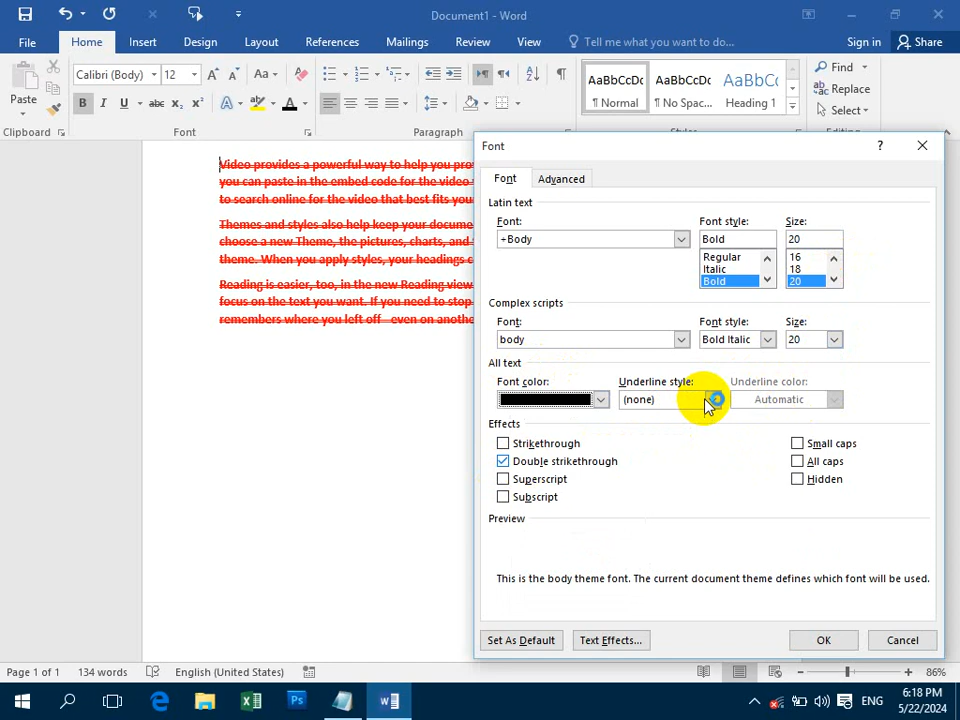 Document1 - Word
File Home Insert Design Layout References Mailings Review View Tell me what you want to do... Sign in Share
Paste
Calibri (Body) 12 Aa
B I U abc x₂ x² A A
AaBbCcDc AaBbCcDc AaBbCc
¶ Normal ¶ No Spac... Heading 1
Find
Replace
Select
Clipboard Font Paragraph Styles Editing
Video provides a powerful way to help you pro
you can paste in the embed code for the video
to search online for the video that best fits you
Themes and styles also help keep your docume
choose a new Theme, the pictures, charts, and
theme. When you apply styles, your headings c
Reading is easier, too, in the new Reading view
focus on the text you want. If you need to stop
remembers where you left off - even on anothe
Font ?
Font Advanced
Latin text
Font: Font style: Size:
+Body Bold 20
Regular 16
Italic 18
Bold 20
Complex scripts
Font: Font style: Size:
body Bold Italic 20
All text
Font color: Underline style: Underline color:
(none) Automatic
Effects
Strikethrough Small caps
Double strikethrough All caps
Superscript Hidden
Subscript
Preview
This is the body theme font. The current document theme defines which font will be used.
Set As Default Text Effects... OK Cancel
Page 1 of 1 134 words English (United States) 86%
Ps ENG 6:18 PM
5/22/2024